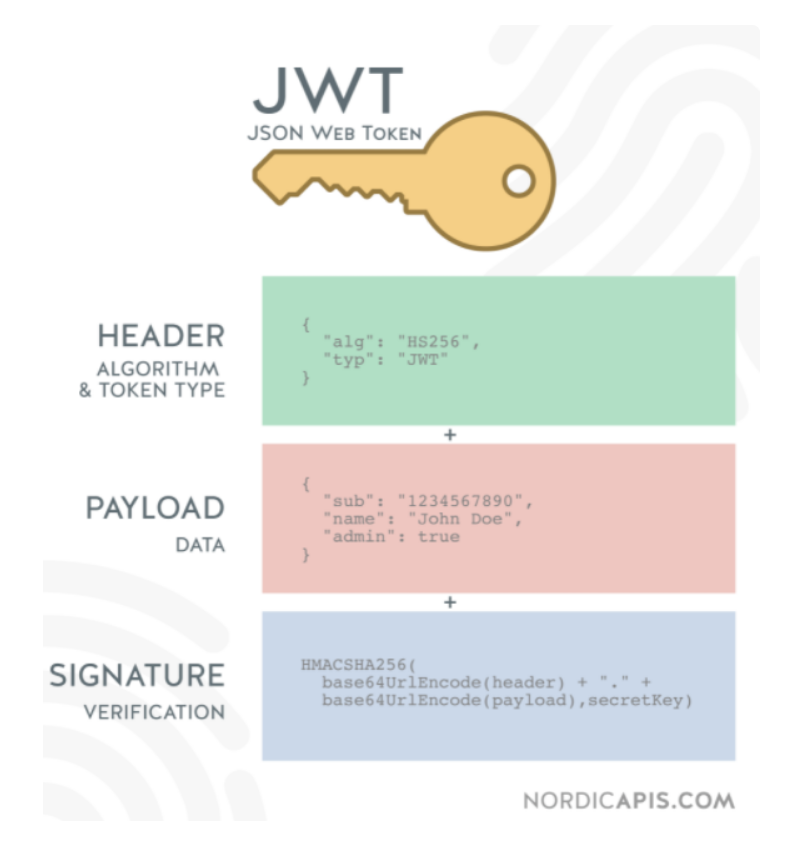 JWT
JSON WEB TOKEN
HEADER
ALGORITHM
& TOKEN TYPE
{
"alg": "HS256",
"typ": "JWT"
}
+
PAYLOAD
DATA
{
"sub": "1234567890",
"name": "John Doe",
"admin": true
}
+
SIGNATURE
VERIFICATION
HMACSHA256(
base64UrlEncode(header) + "." +
base64UrlEncode(payload),secretKey)
NORDICAPIS.COM